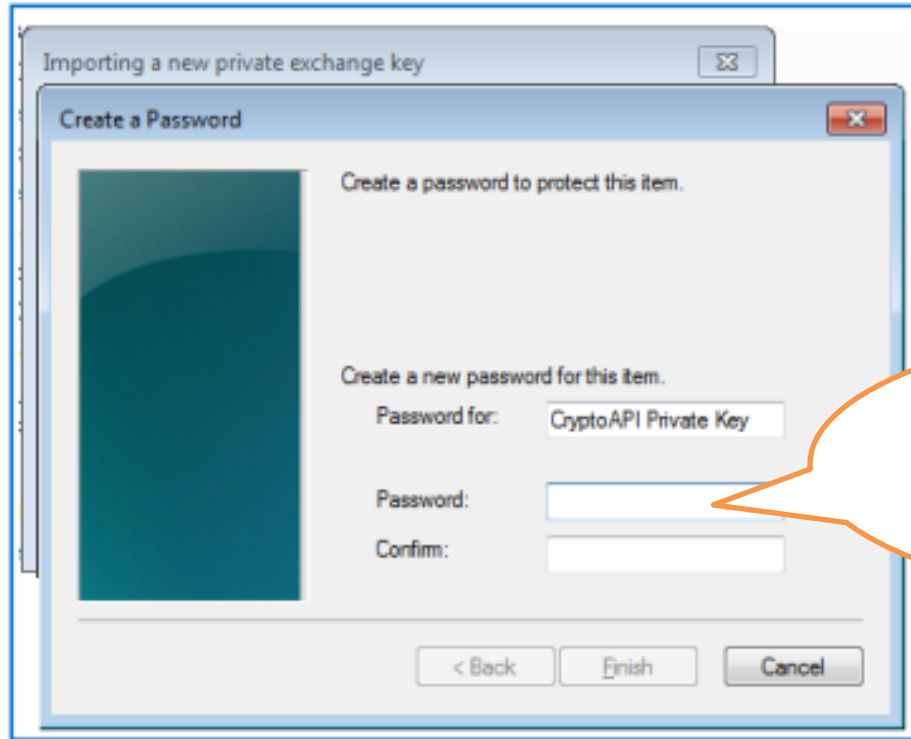 Importing a new private exchange key
Create a Password
Create a password to protect this item.
Create a new password for this item.
Password for: CryptoAPI Private Key
Password:
Confirm:
< Back Finish Cancel